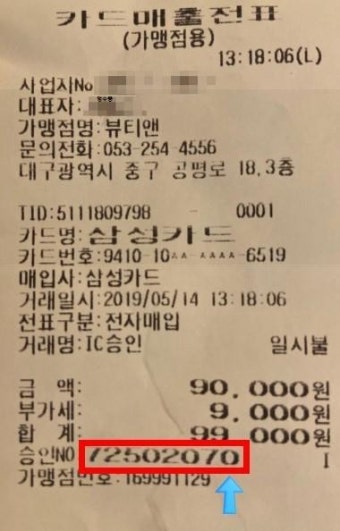 카드매출전표
(가맹점용)
13:18:06(L)
사업자No
대표자:
가맹점명:뷰티앤
문의전화:053-254-4556
대구광역시 중구 공평로 18,3층
TID:5111809798 0001
카드명:삼성카드
카드번호:9410-10**-****-6519
매입사:삼성카드
거래일시:2019/05/14 13:18:06
전표구분:전자매입
거래명:IC승인 일시불
금 액: 90,000원
부가세: 9,000원
합 계: 99,000원
승인NO 72502070 I
가맹점번호:169991129